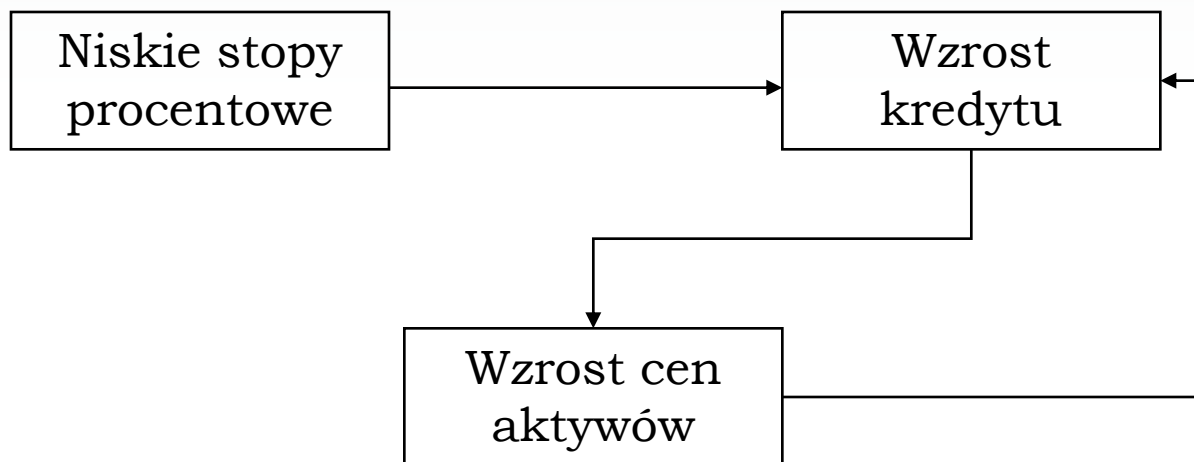 Niskie stopy
procentowe
Wzrost
kredytu
Wzrost cen
aktywów